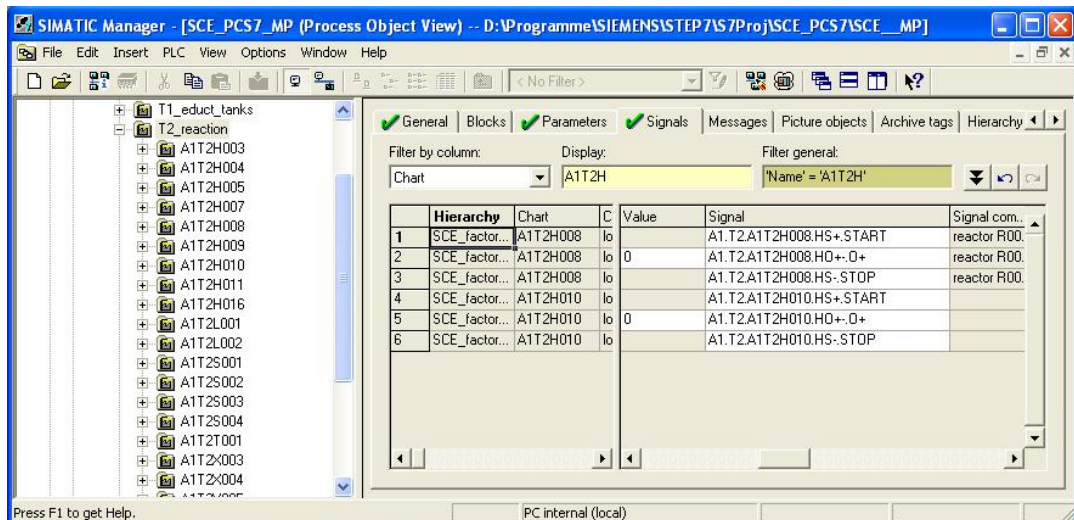 SIMATIC Manager - [SCE_PCS7_MP (Process Object View) -- D:\Programme\SIEMENS\STEP7\S7Proj\SCE_PCS7\SCE__MP]
File Edit Insert PLC View Options Window Help
< No Filter >
T1_educt_tanks
T2_reaction
A1T2H003
A1T2H004
A1T2H005
A1T2H007
A1T2H008
A1T2H009
A1T2H010
A1T2H011
A1T2H016
A1T2L001
A1T2L002
A1T2S001
A1T2S002
A1T2S003
A1T2S004
A1T2T001
A1T2X003
A1T2X004
General Blocks Parameters Signals Messages Picture objects Archive tags Hierarchy
Filter by column: Display: Filter general:
Chart A1T2H 'Name' = 'A1T2H'
Hierarchy Chart C Value Signal Signal com..
1 SCE_factor... A1T2H008 lo A1.T2.A1T2H008.HS+.START reactor R00.
2 SCE_factor... A1T2H008 lo 0 A1.T2.A1T2H008.HO+-.O+ reactor R00.
3 SCE_factor... A1T2H008 lo A1.T2.A1T2H008.HS-.STOP reactor R00.
4 SCE_factor... A1T2H010 lo A1.T2.A1T2H010.HS+.START
5 SCE_factor... A1T2H010 lo 0 A1.T2.A1T2H010.HO+-.O+
6 SCE_factor... A1T2H010 lo A1.T2.A1T2H010.HS-.STOP
Press F1 to get Help. PC internal (local)